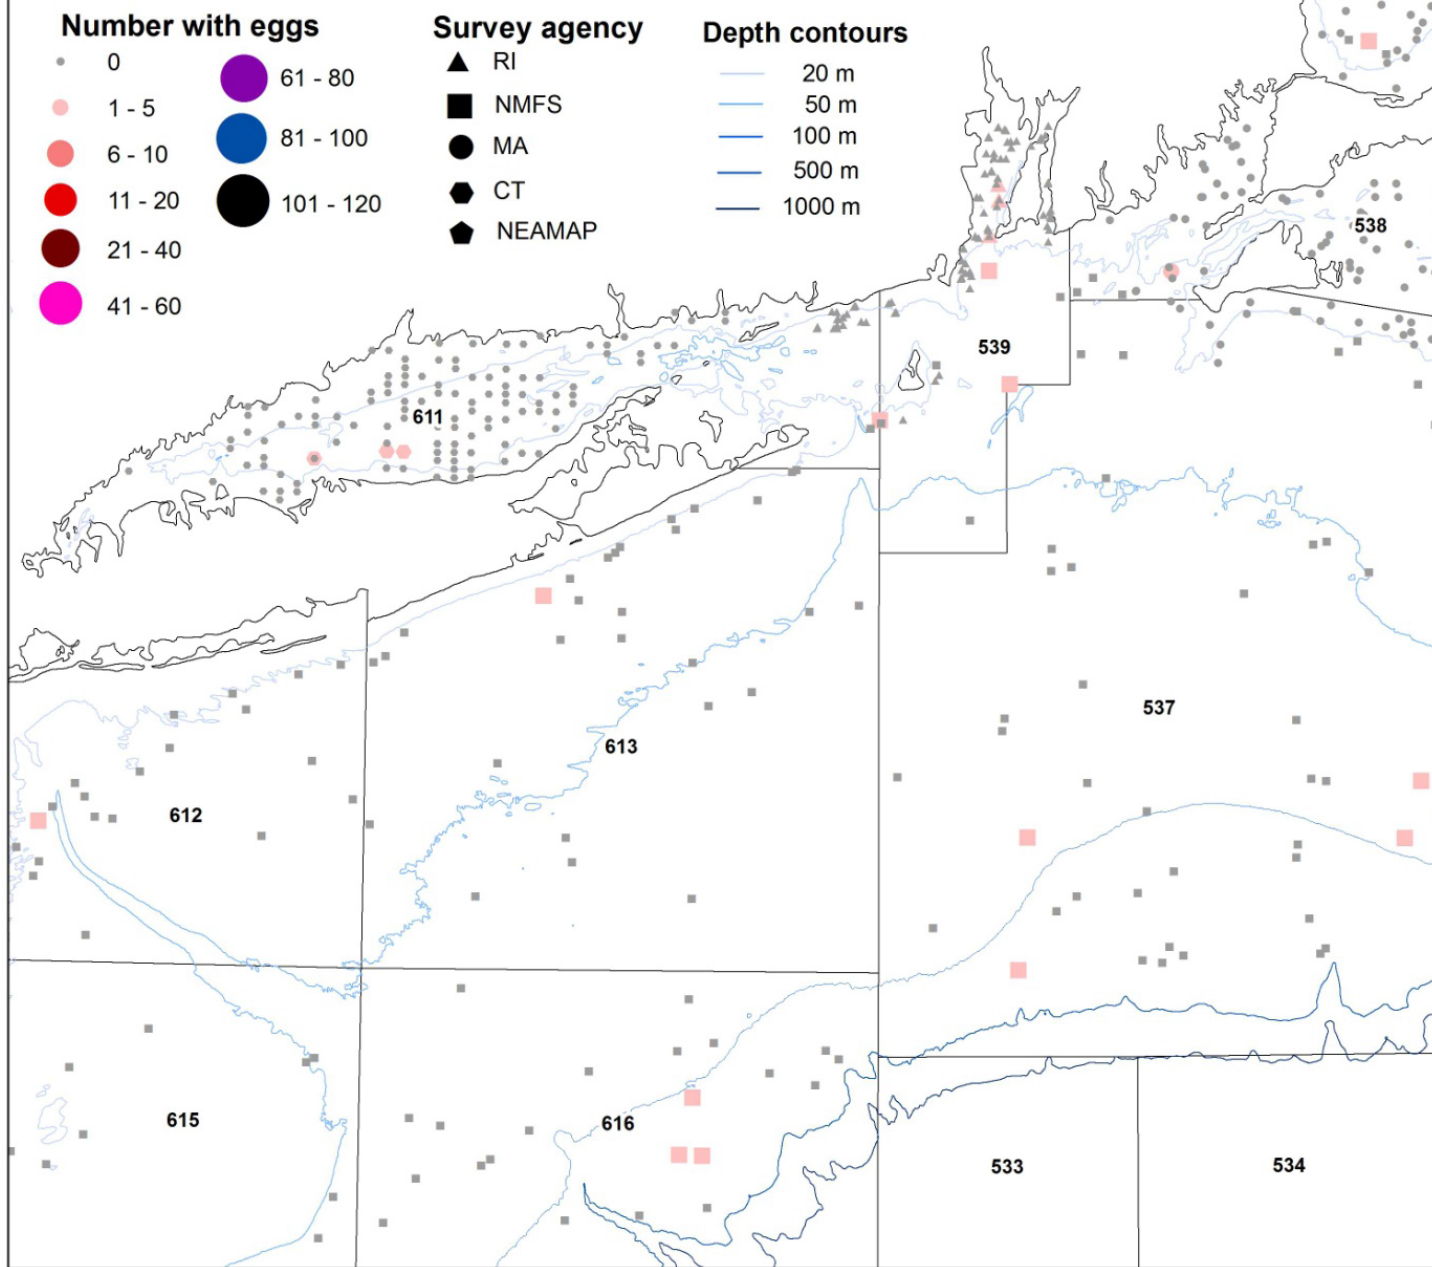 Number with eggs
0
1 - 5
6 - 10
11 - 20
21 - 40
41 - 60
61 - 80
81 - 100
101 - 120
Survey agency
RI
NMFS
MA
CT
NEAMAP
Depth contours
20 m
50 m
100 m
500 m
1000 m
538
539
611
537
613
612
615
616
533
534